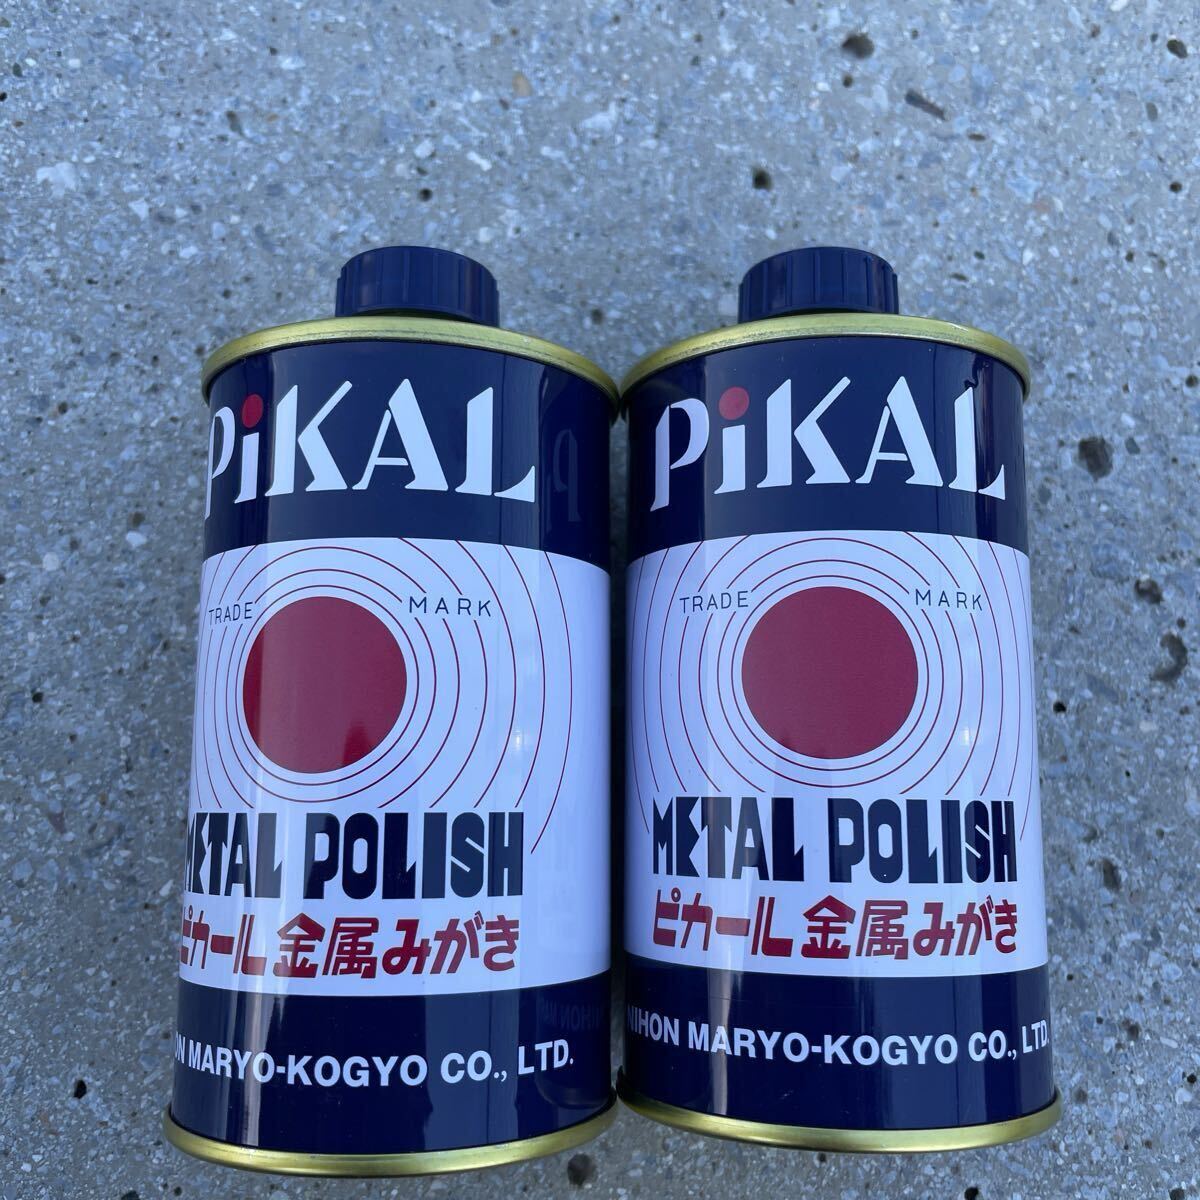 PiKAL
TRADE MARK
METAL POLISH
ピカール金属みがき
ON MARYO-KOGYO CO., LTD.
PiKAL
TRADE MARK
METAL POLISH
ピカール金属みがき
NIHON MARYO-KOGYO CO., LTD.